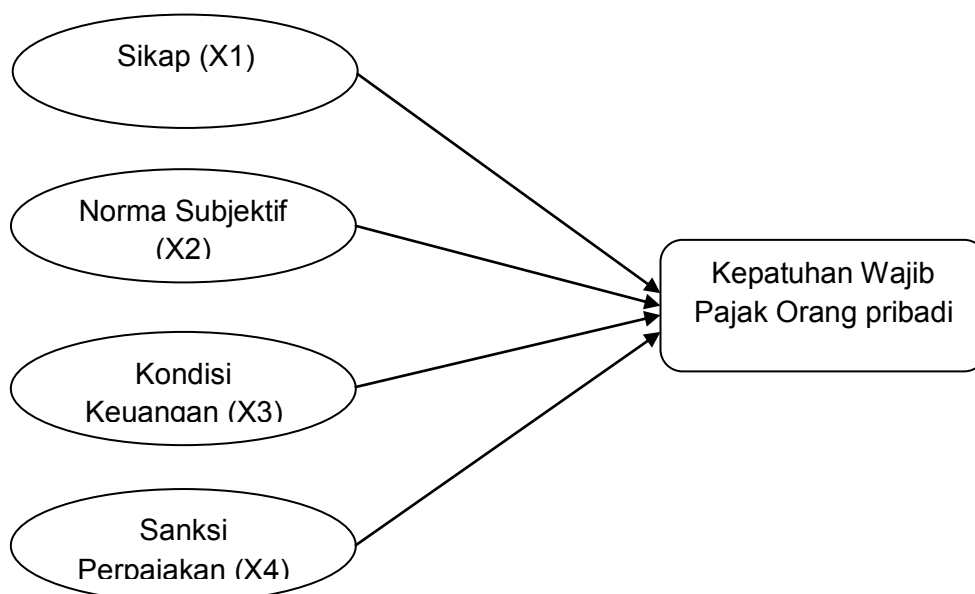 Sikap (X1)
Norma Subjektif
(X2)
Kepatuhan Wajib
Pajak Orang pribadi
Kondisi
Keuangan (X3)
Sanksi
Perpajakan (X4)